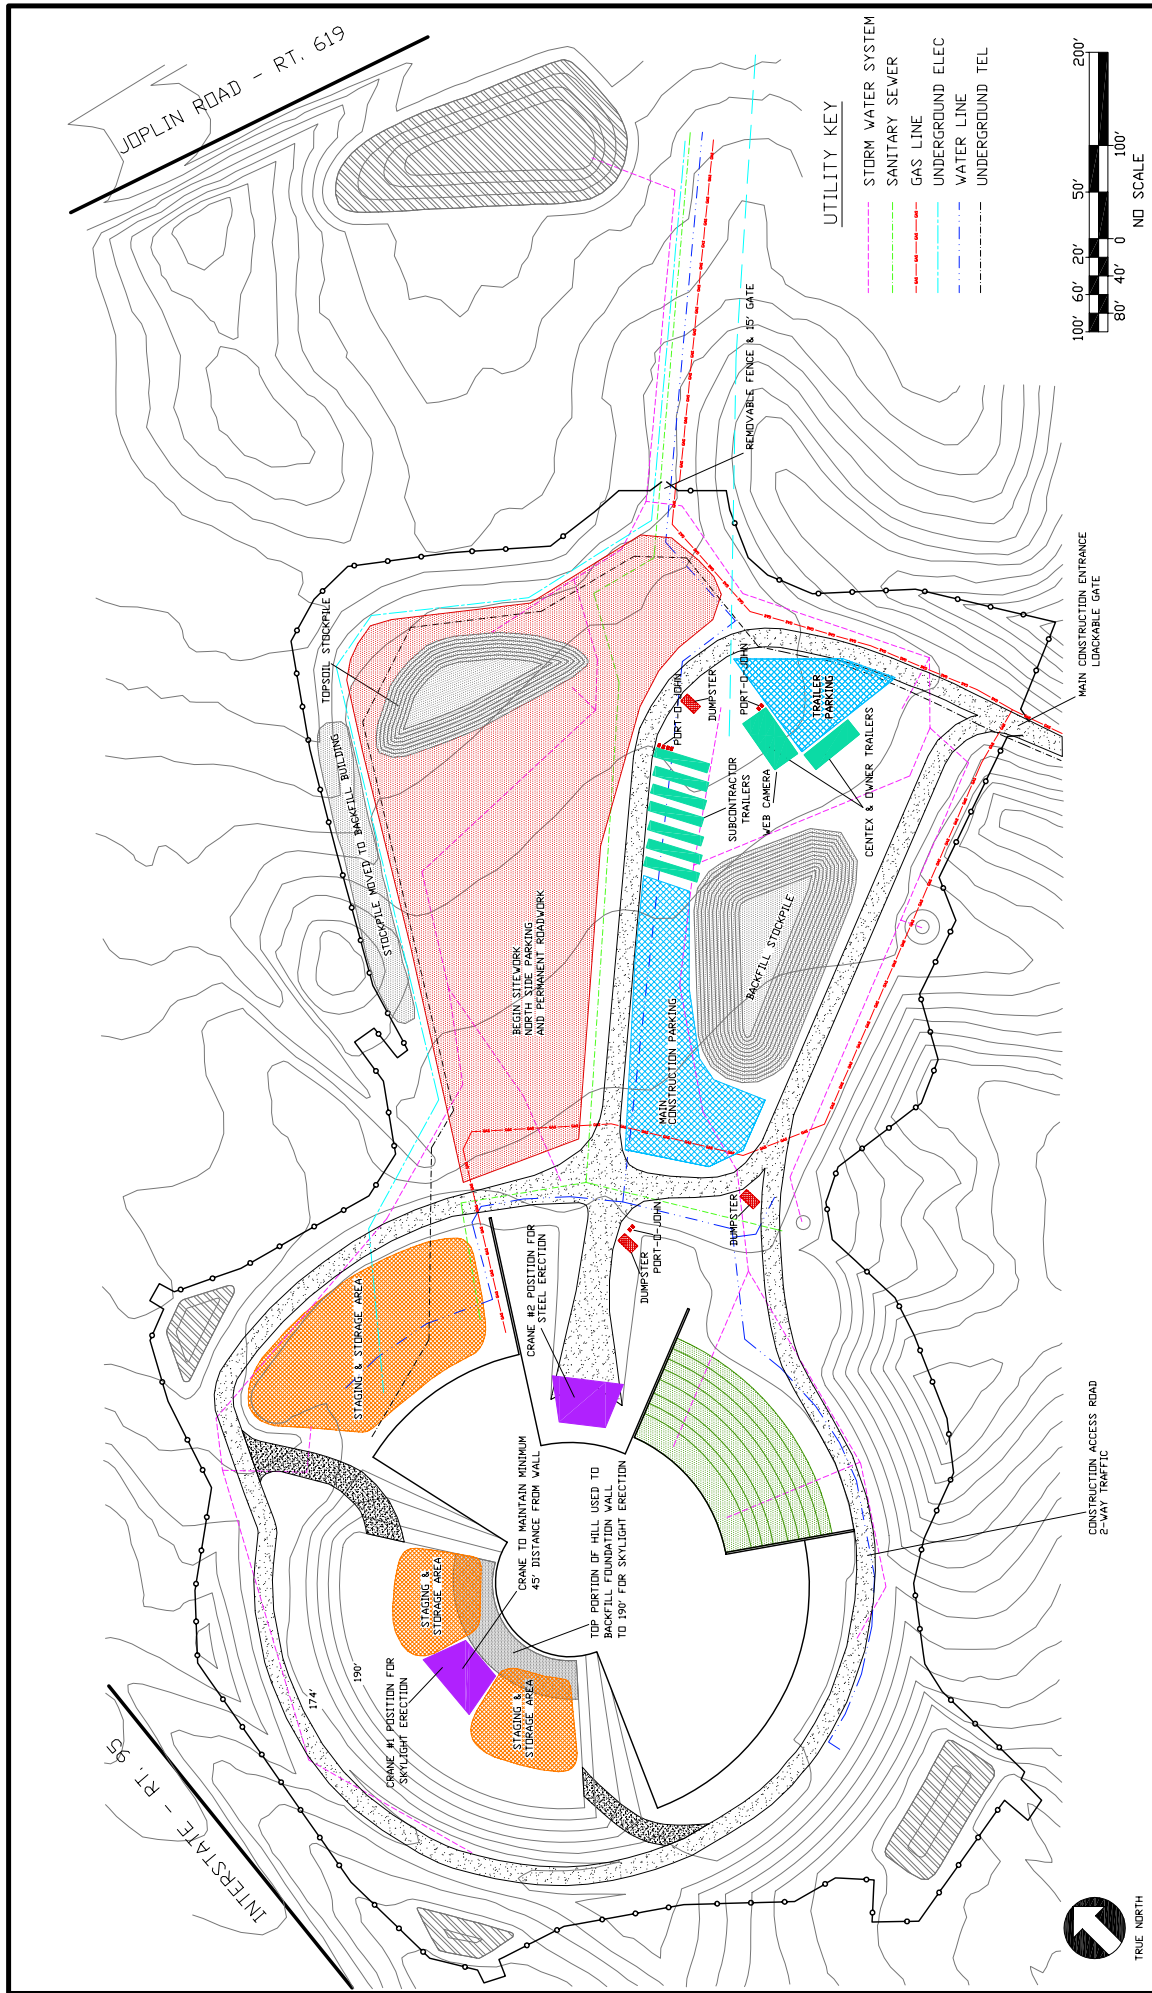 JOPLIN ROAD - RT. 619
UTILITY KEY
STORM WATER SYSTEM
SANITARY SEWER
GAS LINE
UNDERGROUND ELEC
WATER LINE
UNDERGROUND TEL
100' 60' 20' 50' 200'
80' 40' 0 100'
NO SCALE
REMOVABLE FENCE & 15' GATE
MAIN CONSTRUCTION ENTRANCE
LOACKABLE GATE
TOPSOIL STOCKPILE
STOCKPILE MOVED TO BACKFILL BUILDING
BEGIN SITEWORK
NORTH SIDE PARKING
AND PERMANENT ROADWORK
PORT-O-JOHN
DUMPSTER
PORT-O-JOHN
TRAILER
PARKING
SUBCONTRACTOR
TRAILERS
WEB CAMERA
CENTEX & OWNER TRAILERS
BACKFILL STOCKPILE
MAIN
CONSTRUCTION PARKING
DUMPSTER
DUMPSTER
PORT-O-JOHN
CRANE #2 POSITION FOR
STEEL ERECTION
STAGING & STORAGE AREA
CRANE TO MAINTAIN MINIMUM
45' DISTANCE FROM WALL
TOP PORTION OF HILL USED TO
BACKFILL FOUNDATION WALL
TO 190' FOR SKYLIGHT ERECTION
STAGING &
STORAGE AREA
STAGING &
STORAGE AREA
CRANE #1 POSITION FOR
SKYLIGHT ERECTION
190'
174'
CONSTRUCTION ACCESS ROAD
2-WAY TRAFFIC
INTERSTATE - RT. 95
TRUE NORTH